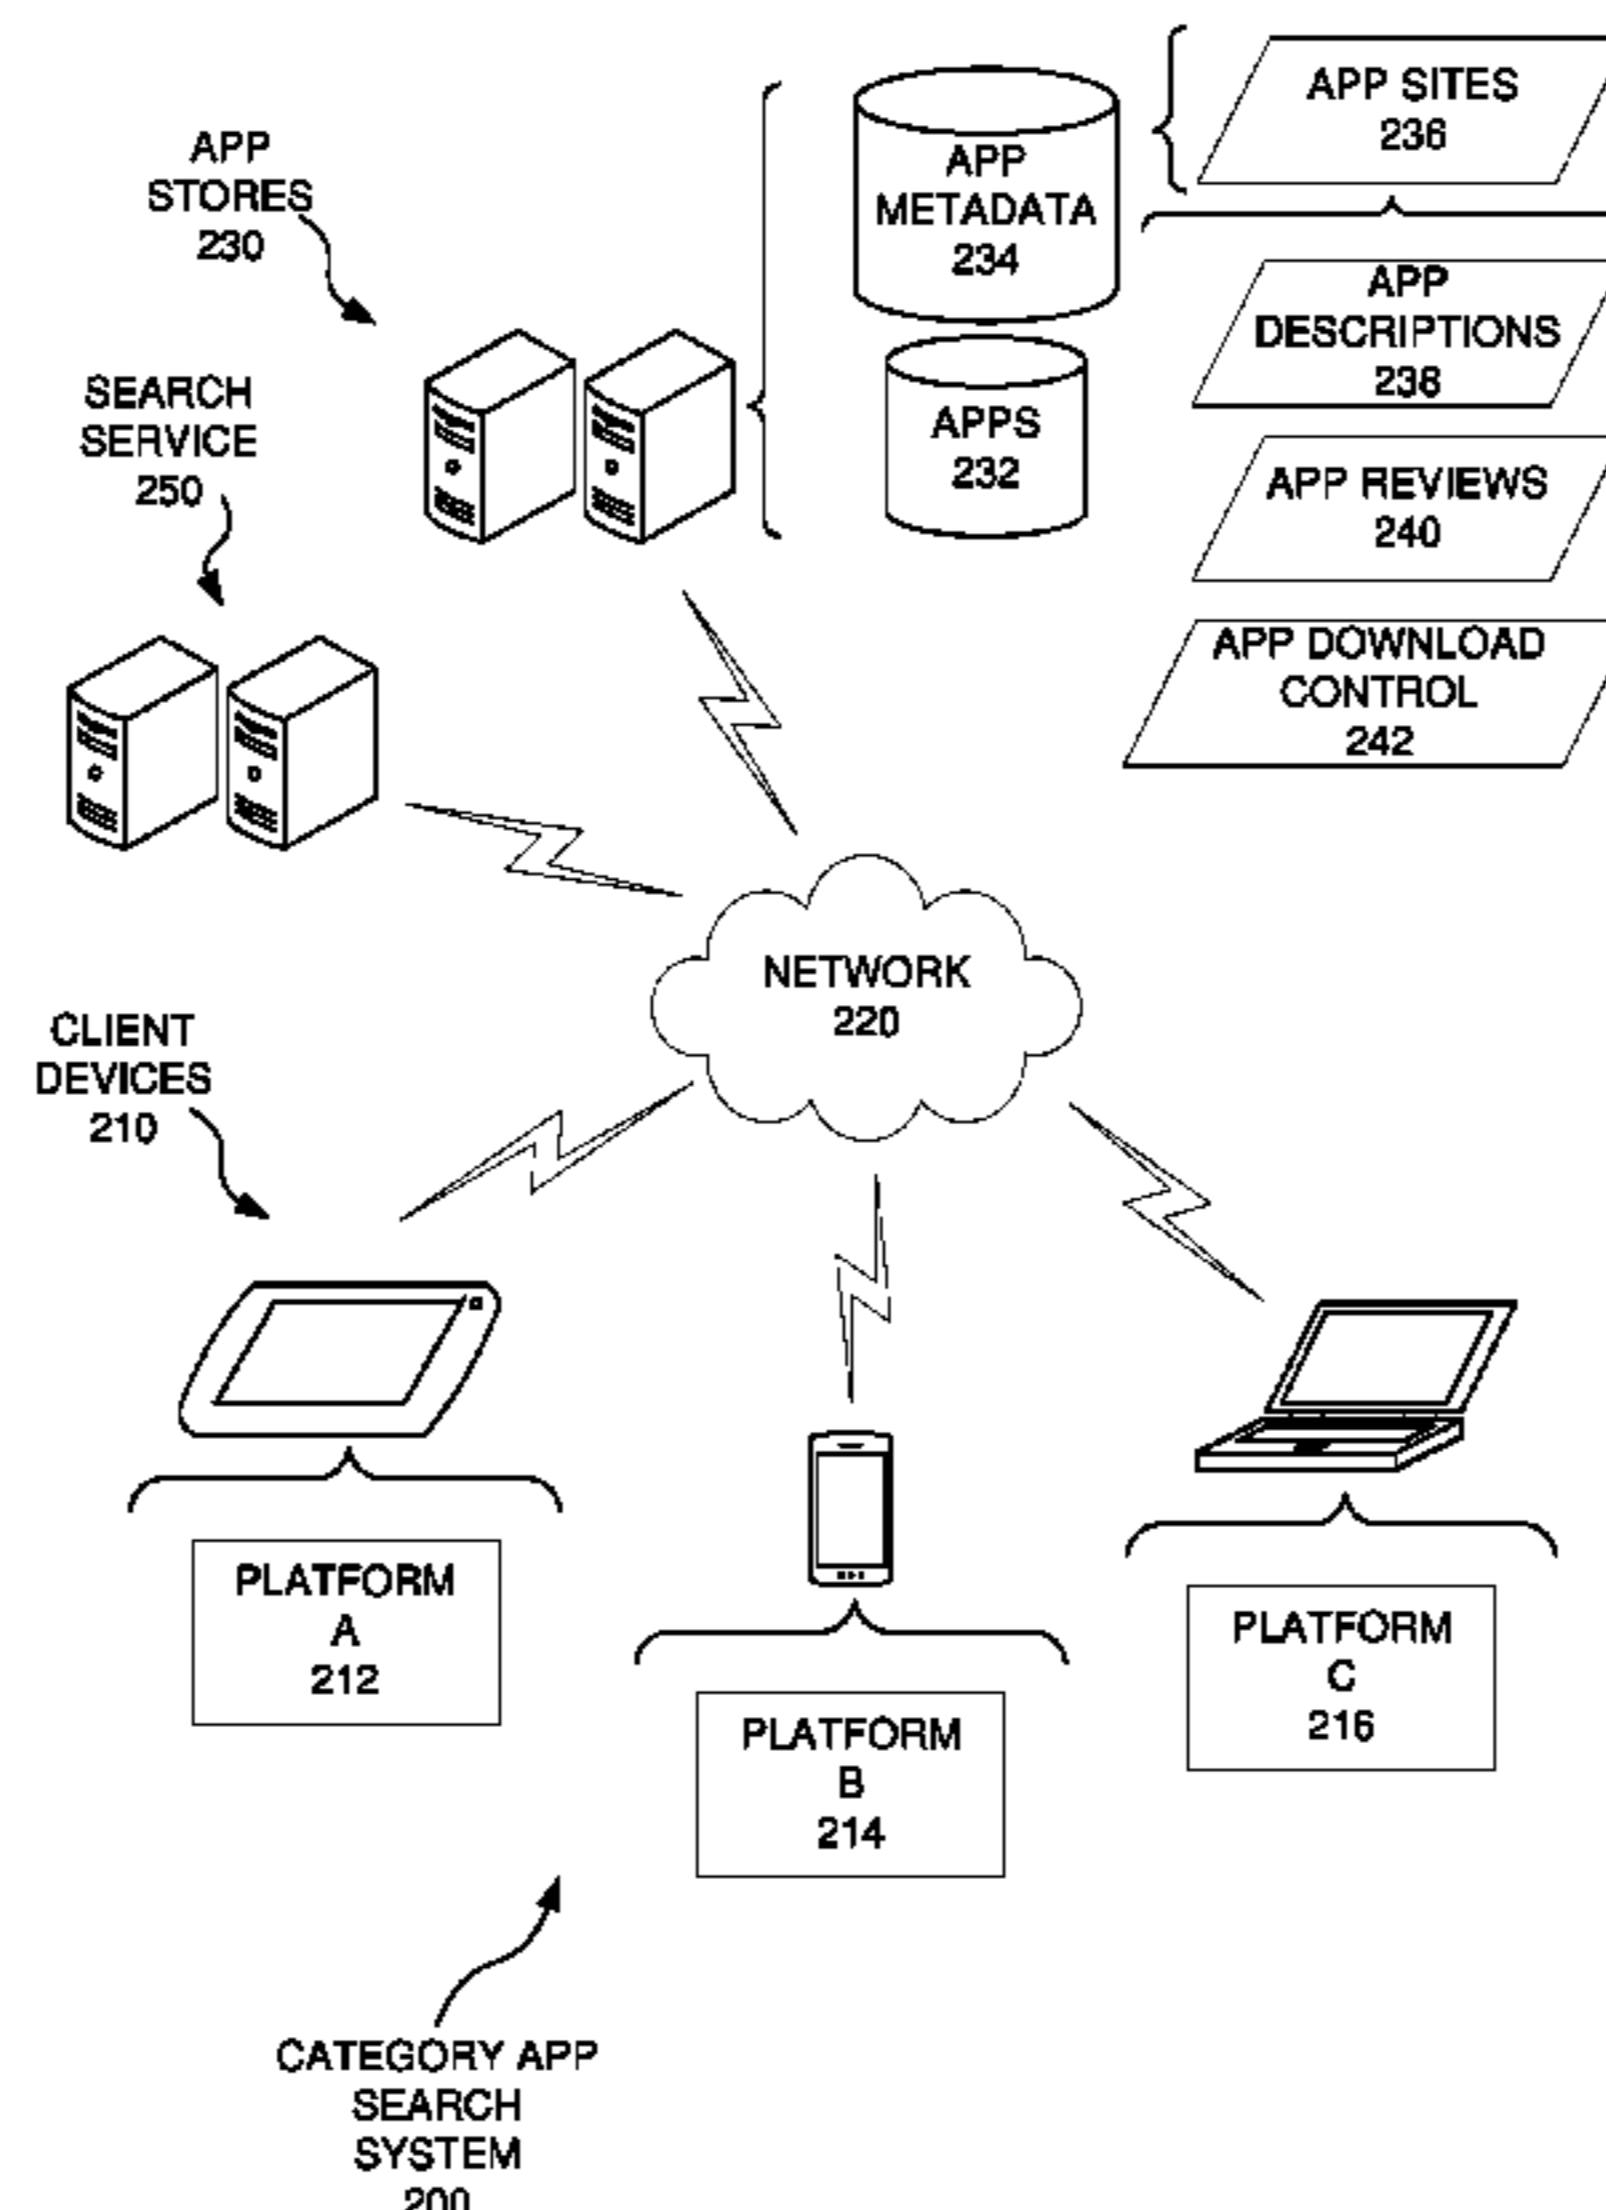 APP
STORES
230
APP
METADATA
234
APP SITES
236
APP
DESCRIPTIONS
238
SEARCH
SERVICE
250
APPS
232
APP REVIEWS
240
APP DOWNLOAD
CONTROL
242
NETWORK
220
CLIENT
DEVICES
210
PLATFORM
A
212
PLATFORM
B
214
PLATFORM
C
216
CATEGORY APP
SEARCH
SYSTEM
200